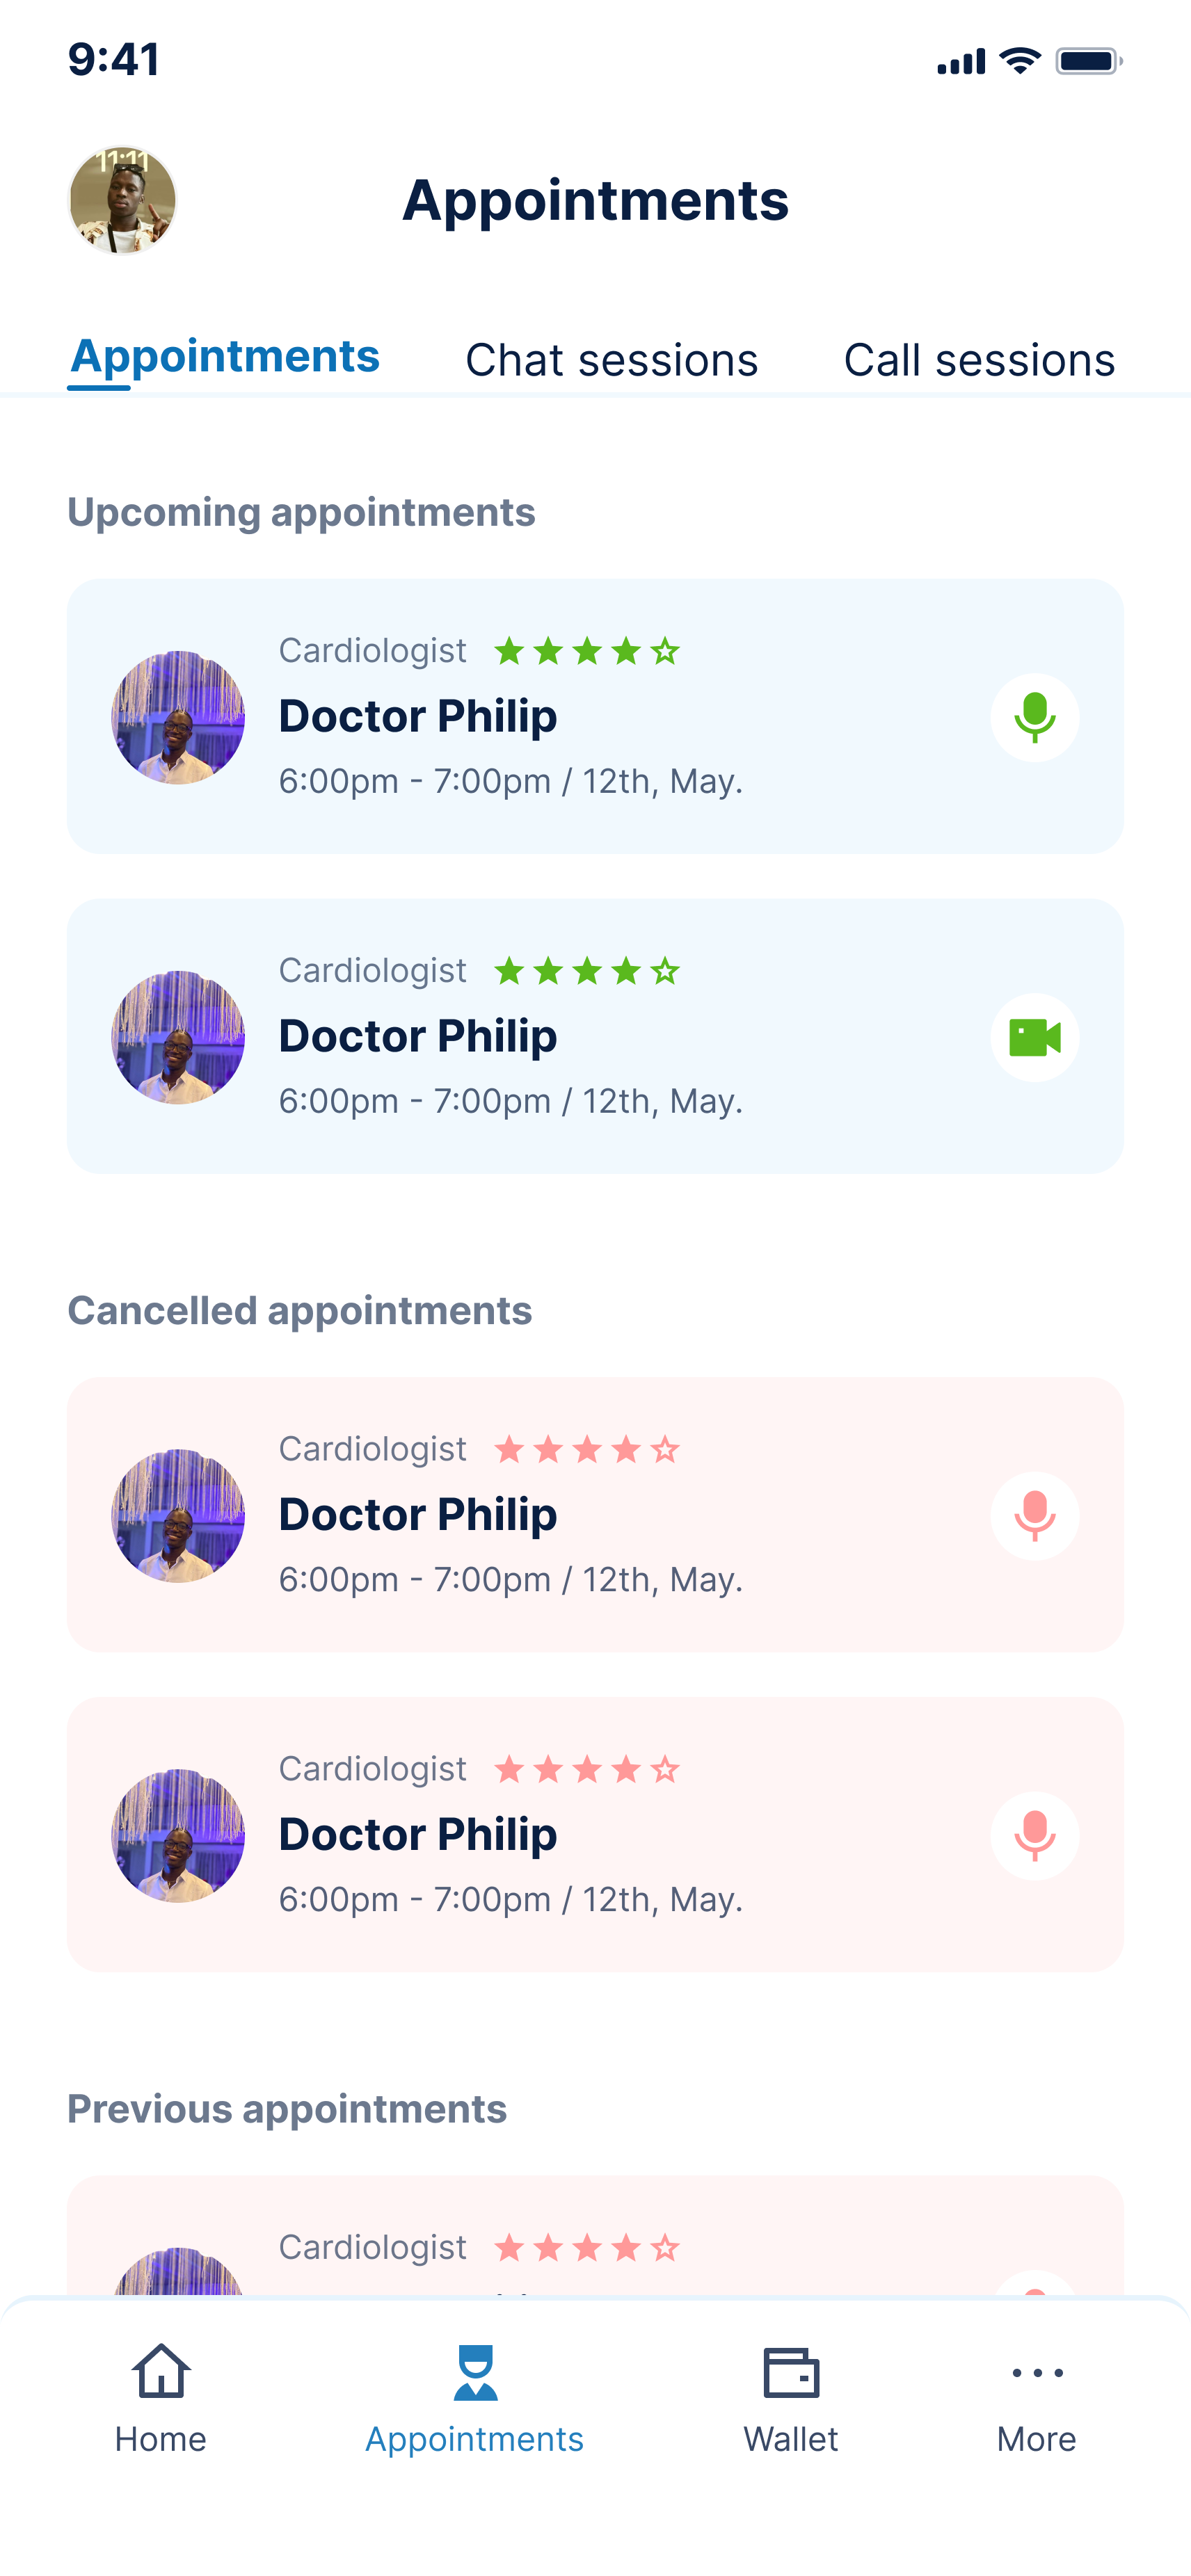 9:41
11:11
Appointments
Appointments Chat sessions Call sessions
Upcoming appointments
Cardiologist
Doctor Philip
6:00pm - 7:00pm / 12th, May.
Cardiologist
Doctor Philip
6:00pm - 7:00pm / 12th, May.
Cancelled appointments
Cardiologist
Doctor Philip
6:00pm - 7:00pm / 12th, May.
Cardiologist
Doctor Philip
6:00pm - 7:00pm / 12th, May.
Previous appointments
Cardiologist
Home Appointments Wallet More